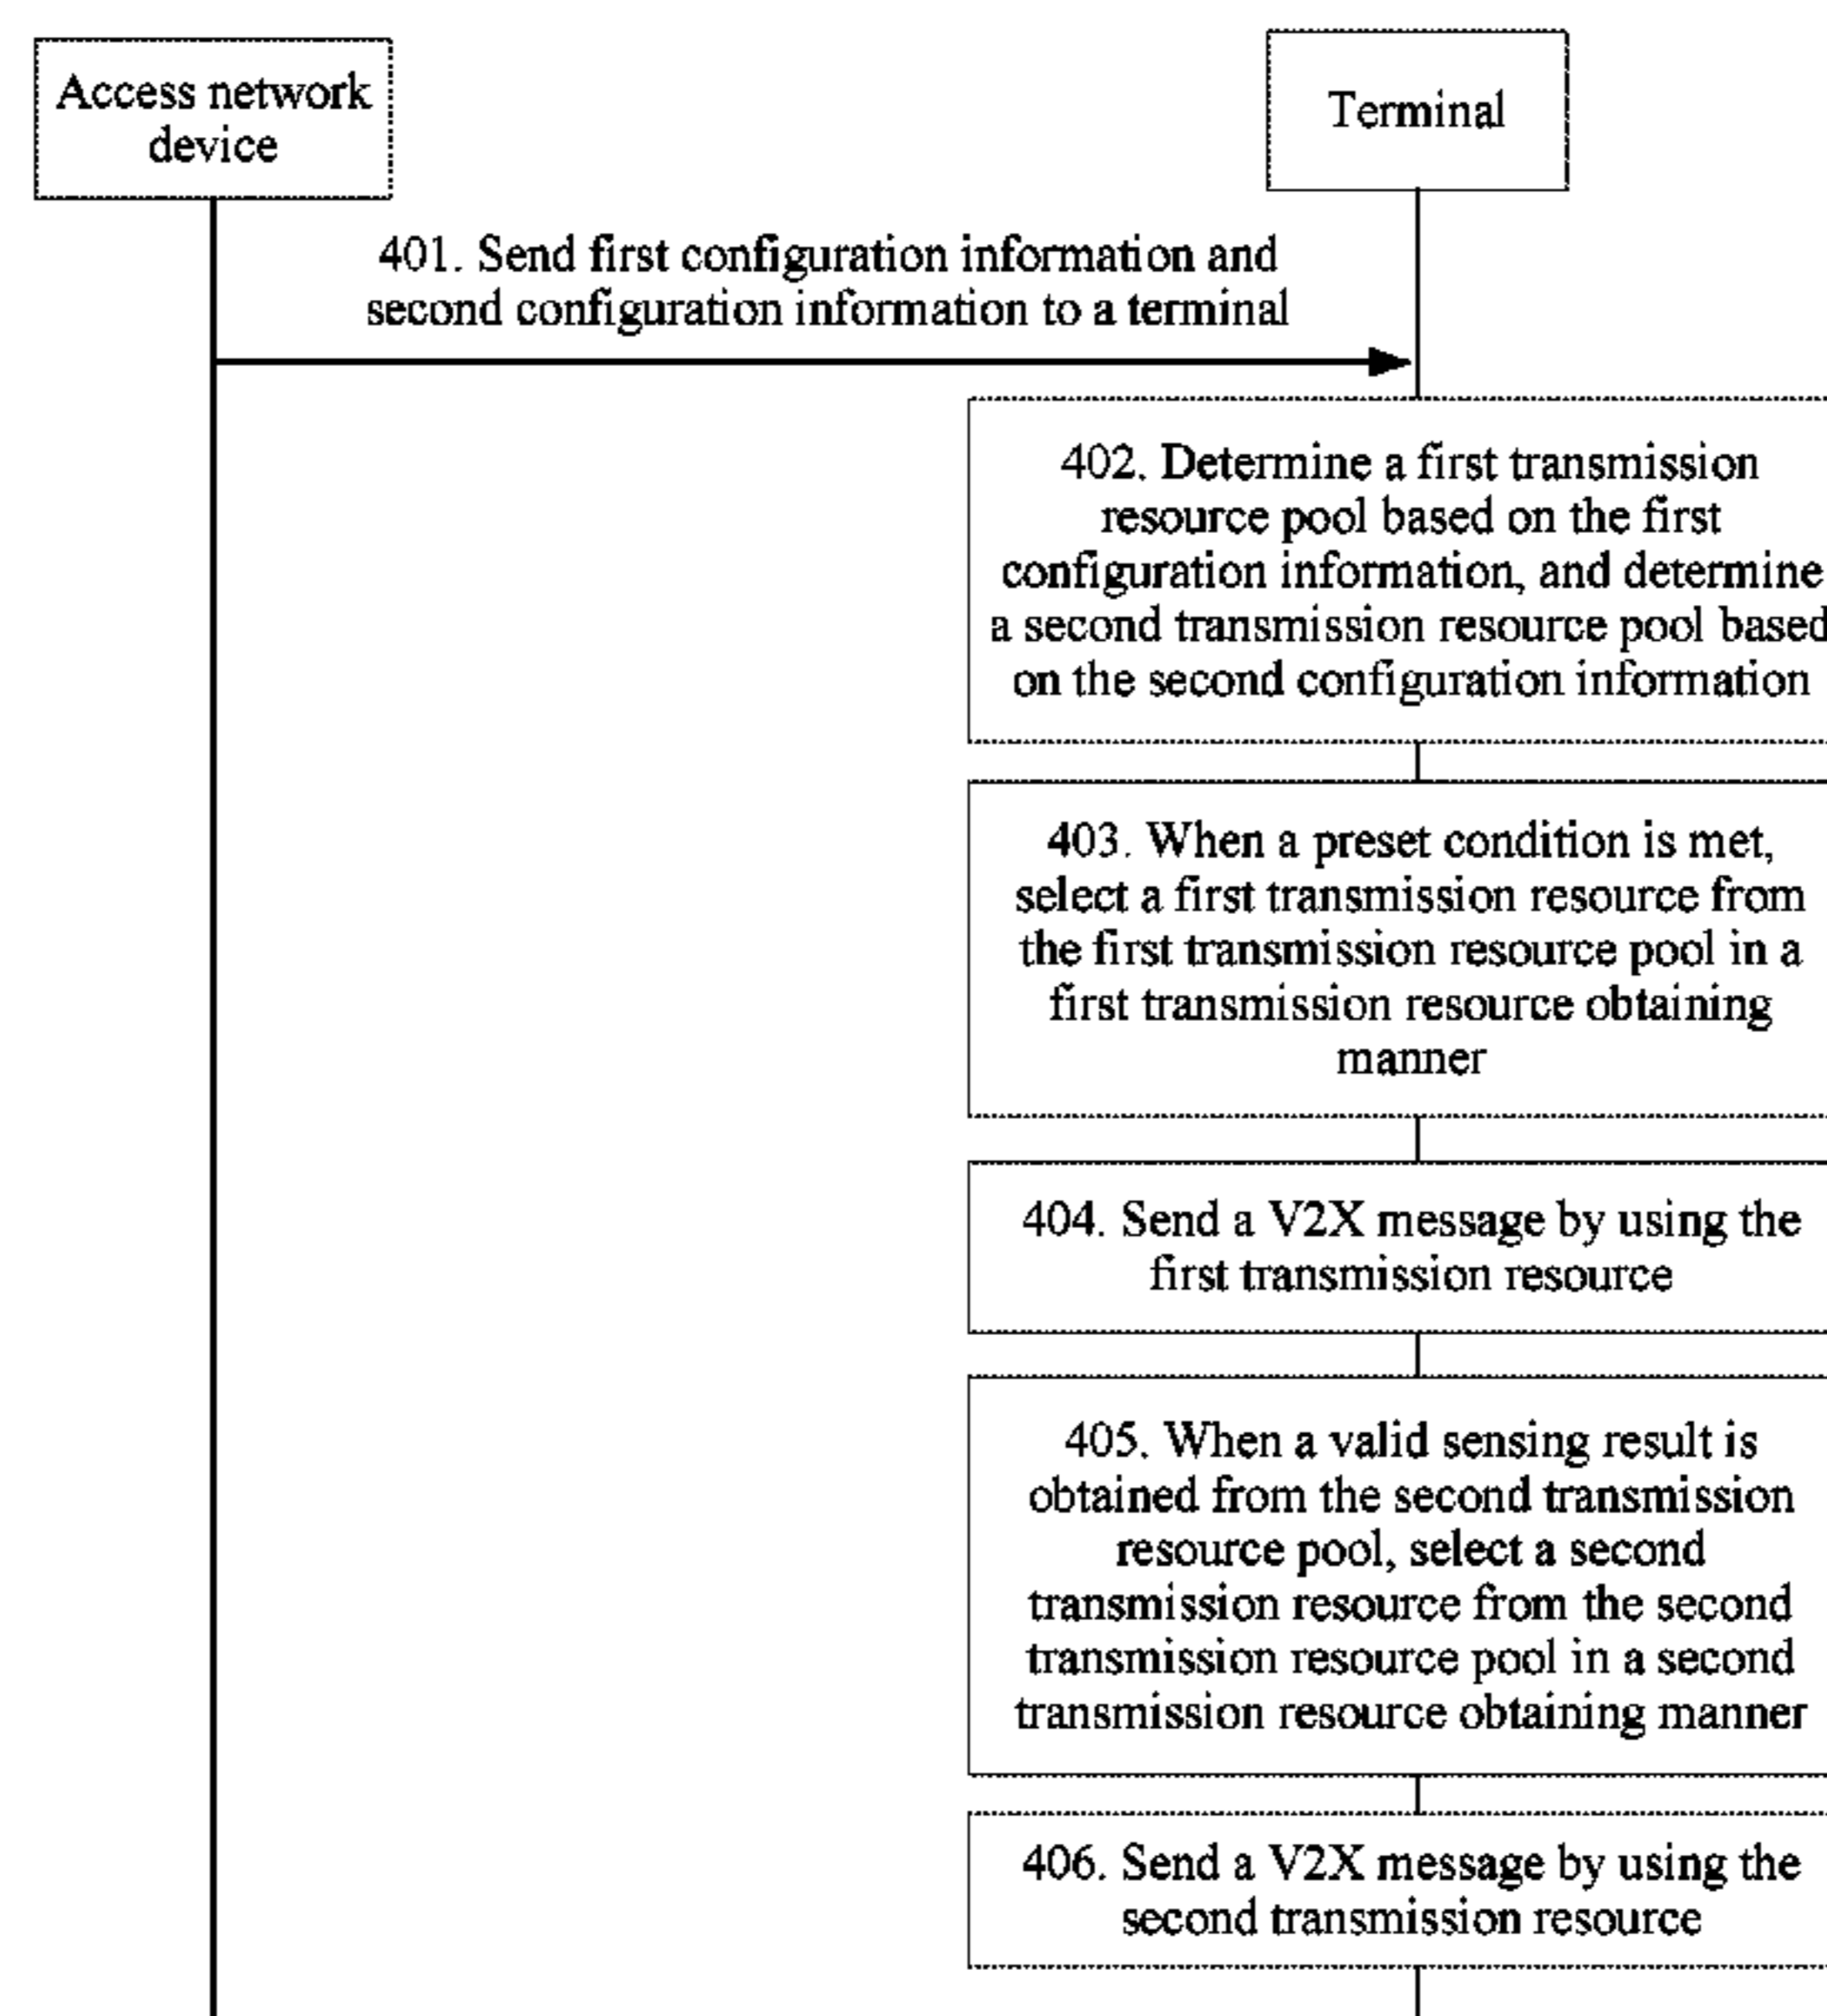 Access network
device
Terminal
401. Send first configuration information and
second configuration information to a terminal
402. Determine a first transmission
resource pool based on the first
configuration information, and determine
a second transmission resource pool based
on the second configuration information
403. When a preset condition is met,
select a first transmission resource from
the first transmission resource pool in a
first transmission resource obtaining
manner
404. Send a V2X message by using the
first transmission resource
405. When a valid sensing result is
obtained from the second transmission
resource pool, select a second
transmission resource from the second
transmission resource pool in a second
transmission resource obtaining manner
406. Send a V2X message by using the
second transmission resource